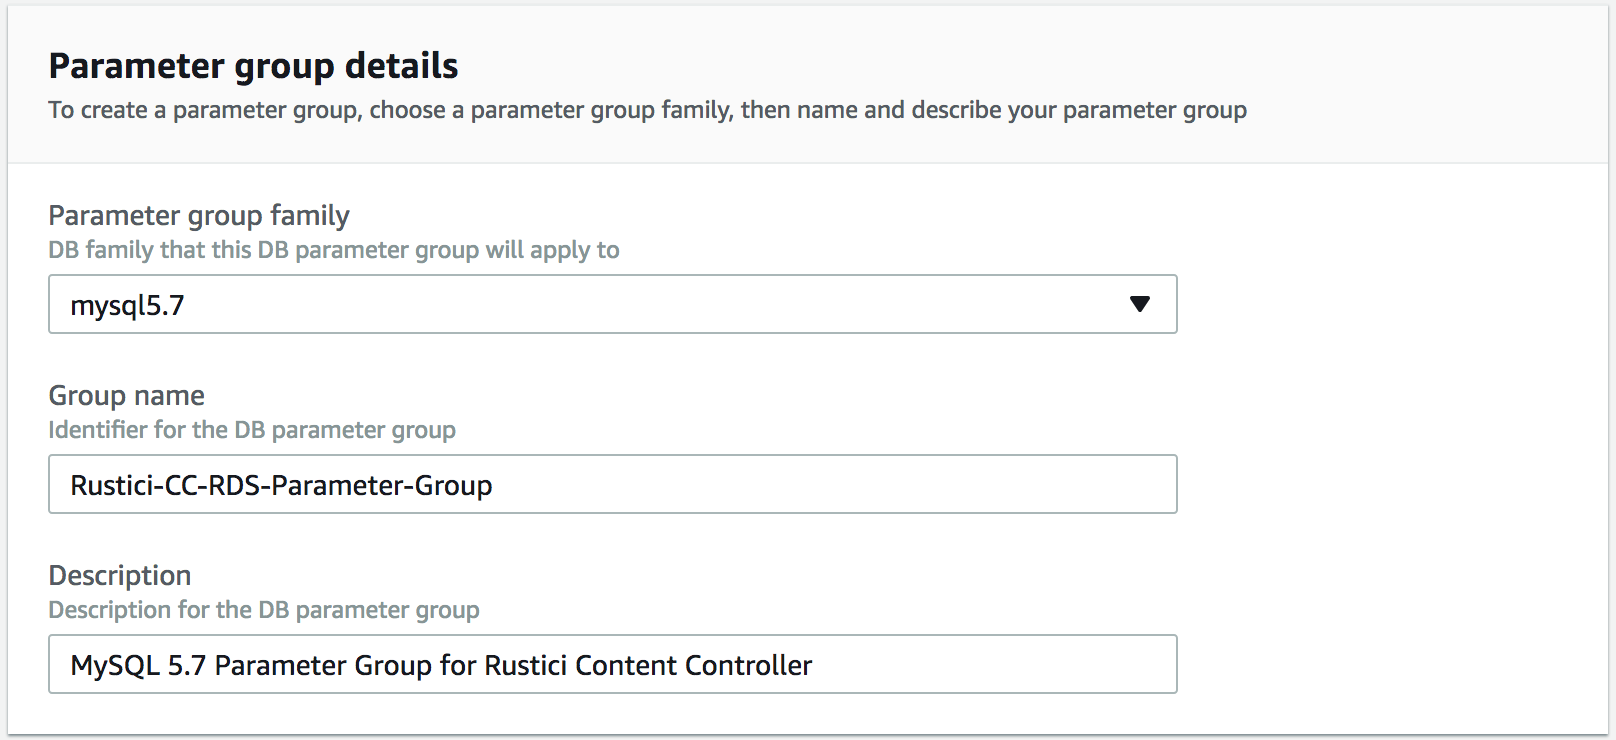 Parameter group details
To create a parameter group, choose a parameter group family, then name and describe your parameter group
Parameter group family
DB family that this DB parameter group will apply to
mysql5.7
Group name
Identifier for the DB parameter group
Rustici-CC-RDS-Parameter-Group
Description
Description for the DB parameter group
MySQL 5.7 Parameter Group for Rustici Content Controller